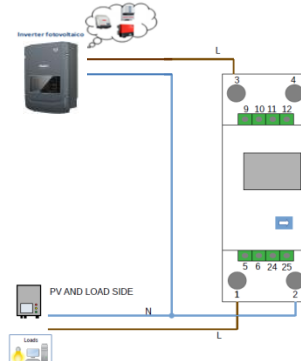 Inverter fotovoltaico
L
3 4
9 10 11 12
5 6 24 25
PV AND LOAD SIDE
1 2
N
L
Loads